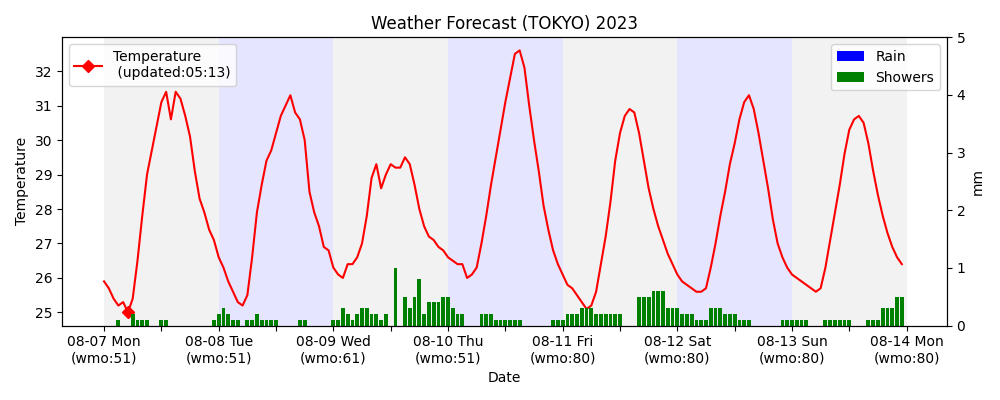 Weather Forecast (TOKYO) 2023
Temperature
(updated:05:13)
Rain
Showers
Temperature
32
31
30
29
28
27
26
25
5
4
3
2
1
0
mm
08-07 Mon 08-08 Tue 08-09 Wed 08-10 Thu 08-11 Fri 08-12 Sat 08-13 Sun 08-14 Mon
(wmo:51) (wmo:51) (wmo:61) (wmo:51) (wmo:80) (wmo:80) (wmo:80) (wmo:80)
Date